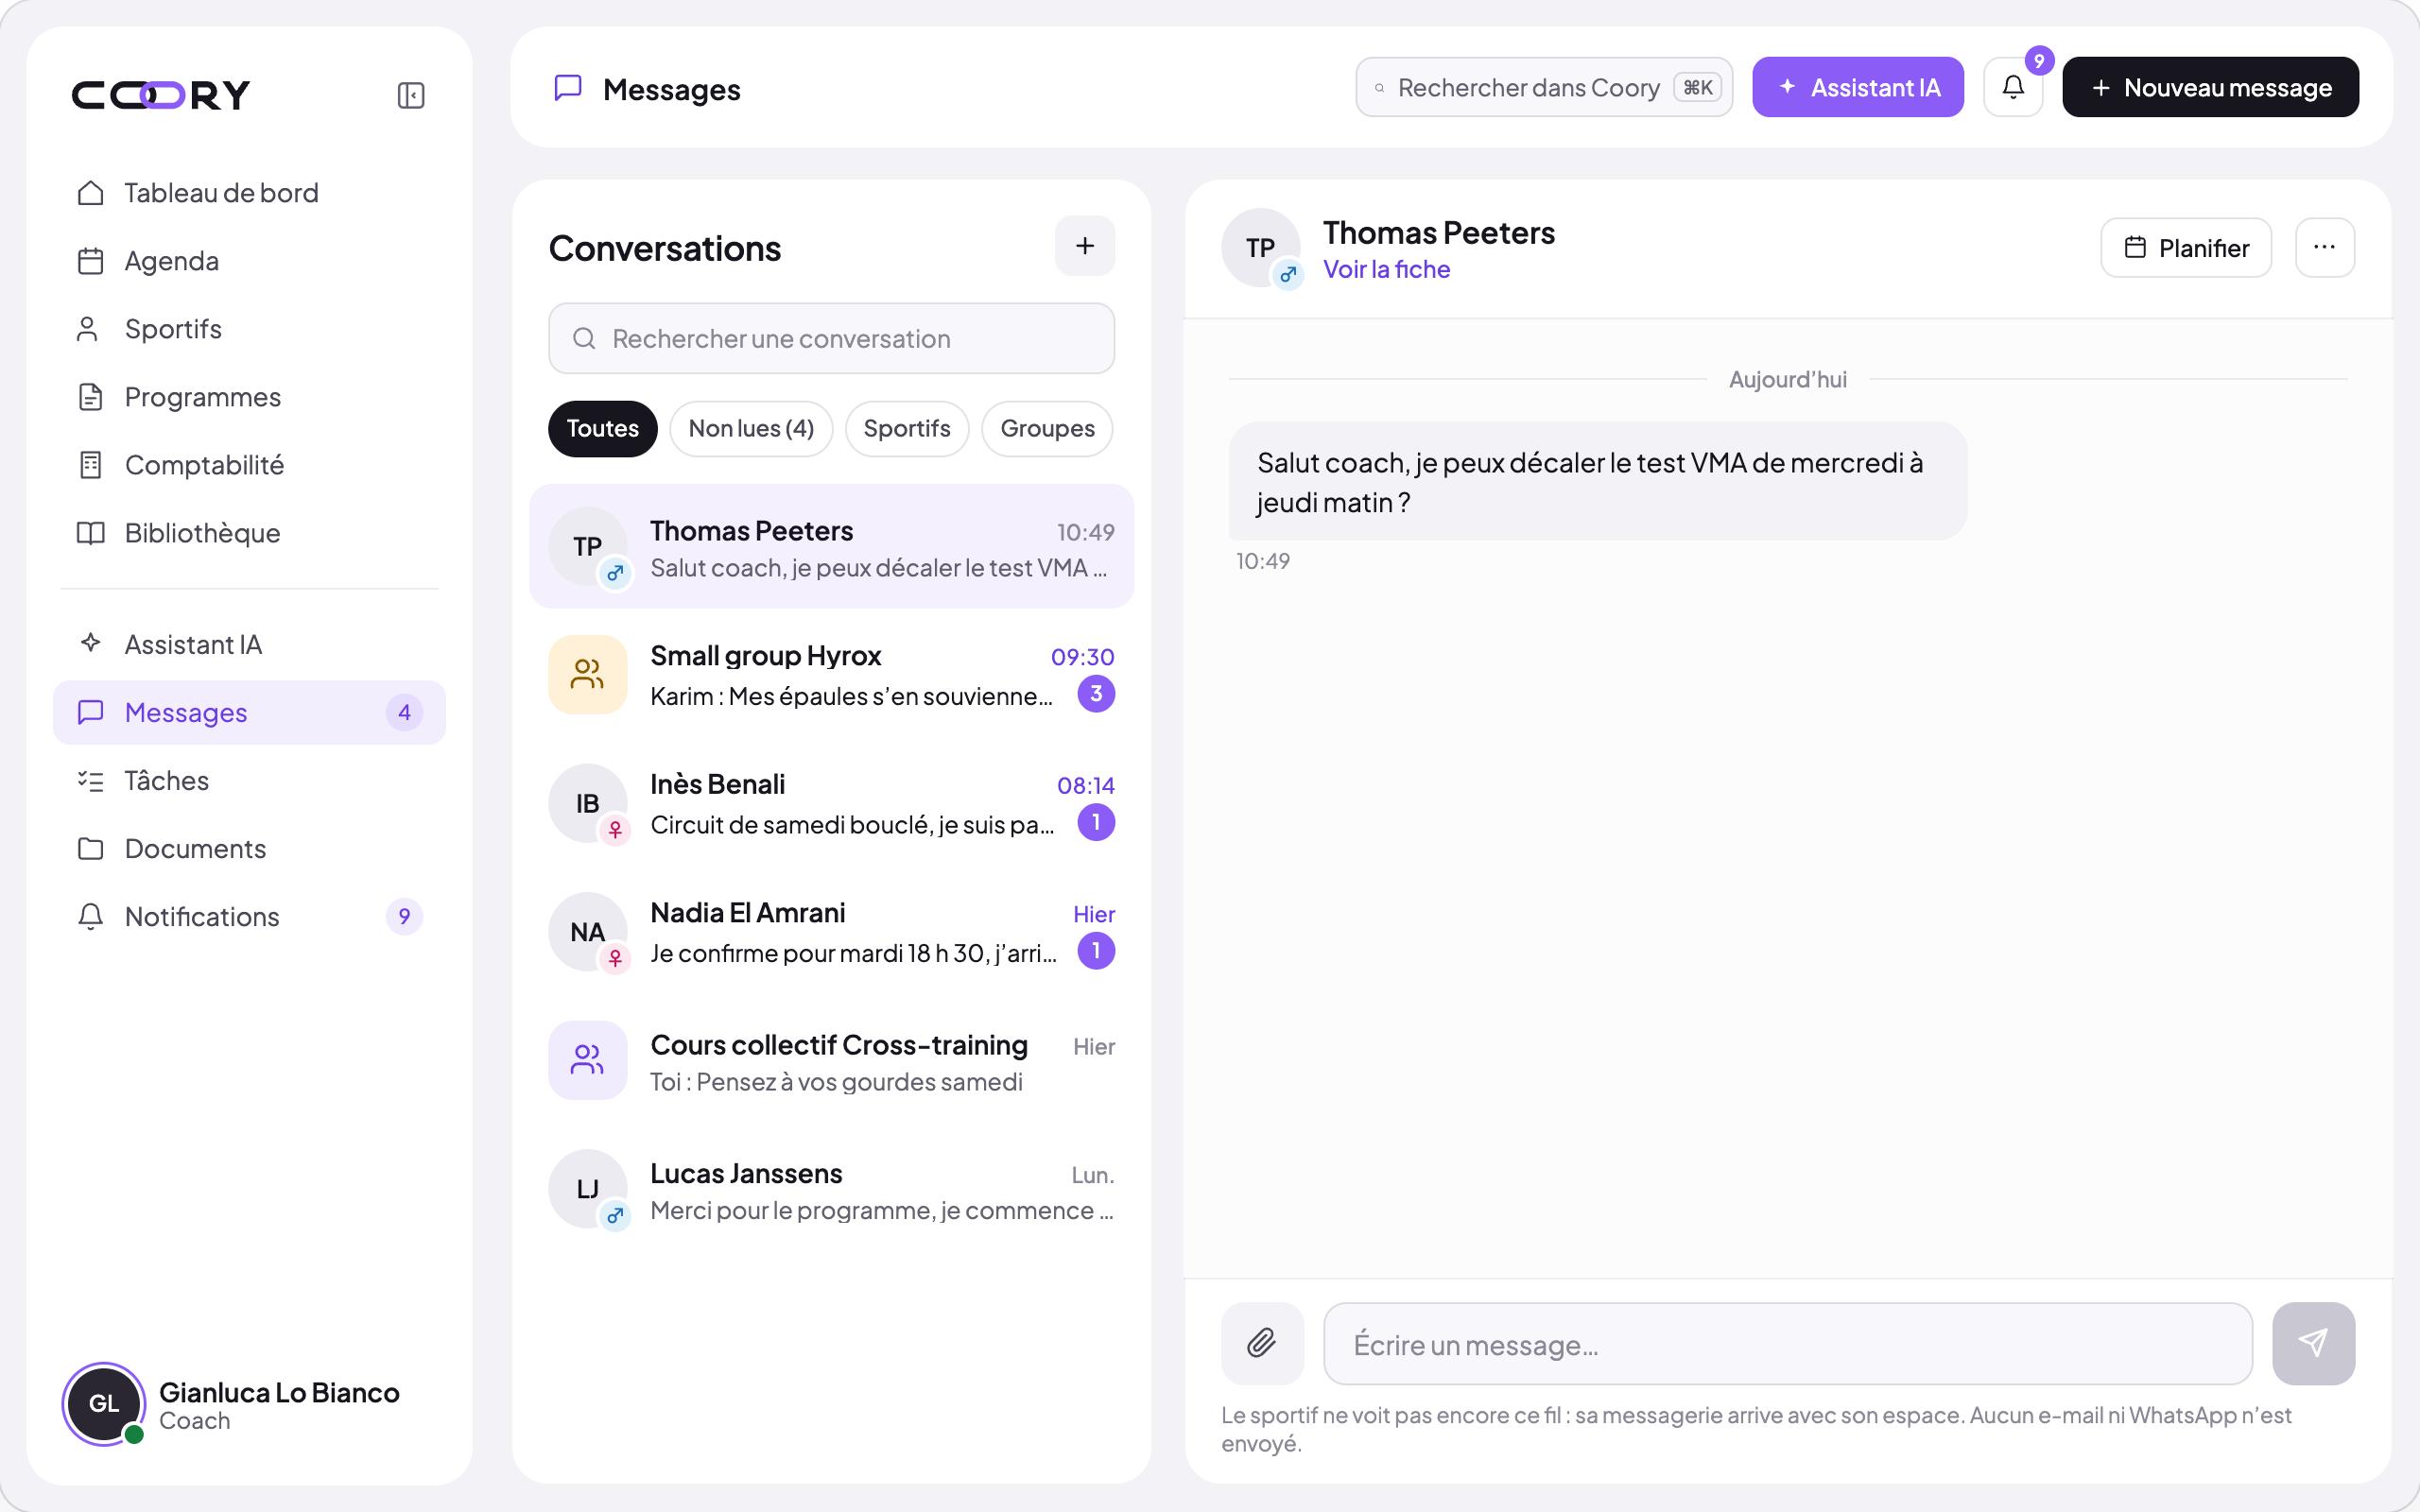 COORY
Tableau de bord
Agenda
Sportifs
Programmes
Comptabilité
Bibliothèque
Assistant IA
Messages 4
Tâches
Documents
Notifications 9
GL
Gianluca Lo Bianco
Coach
Messages
Rechercher dans Coory ⌘K
Assistant IA
9
Nouveau message
Conversations
Rechercher une conversation
Toutes
Non lues (4)
Sportifs
Groupes
TP
Thomas Peeters 10:49
Salut coach, je peux décaler le test VMA ...
Small group Hyrox 09:30
Karim : Mes épaules s’en souvienne... 3
IB
Inès Benali 08:14
Circuit de samedi bouclé, je suis pa... 1
NA
Nadia El Amrani Hier
Je confirme pour mardi 18 h 30, j’arri... 1
Cours collectif Cross-training Hier
Toi : Pensez à vos gourdes samedi
LJ
Lucas Janssens Lun.
Merci pour le programme, je commence ...
TP
Thomas Peeters
Voir la fiche
Planifier
Aujourd’hui
Salut coach, je peux décaler le test VMA de mercredi à
jeudi matin ?
10:49
Écrire un message...
Le sportif ne voit pas encore ce fil : sa messagerie arrive avec son espace. Aucun e-mail ni WhatsApp n’est
envoyé.